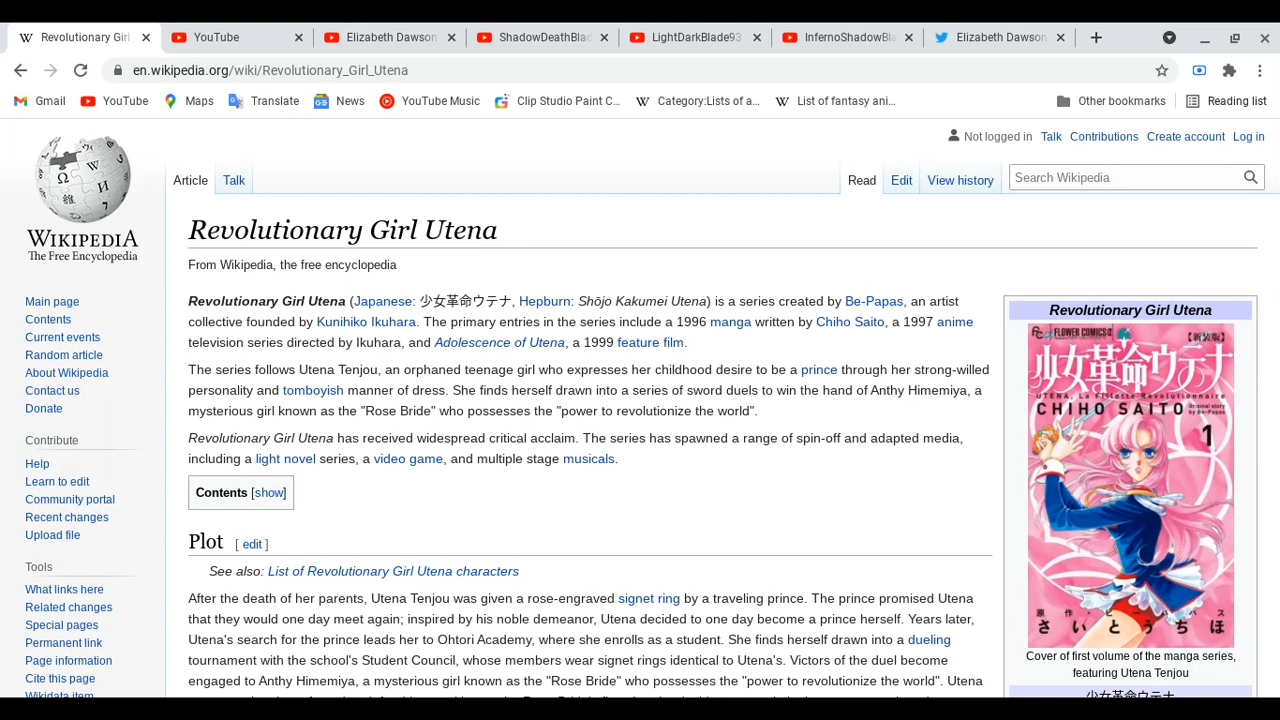 Revolutionary Girl
YouTube
Elizabeth Dawson
ShadowDeathBla
LightDarkBlade93
InfernoShadowBla
Elizabeth Dawson
en.wikipedia.org/wiki/Revolutionary_Girl_Utena
Gmail
YouTube
Maps
Translate
News
YouTube Music
Clip Studio Paint C...
Category:Lists of a...
List of fantasy ani...
Other bookmarks
Reading list
Not logged in Talk Contributions Create account Log in
Article Talk
Read Edit View history
Search Wikipedia
WIKIPEDIA
The Free Encyclopedia
Main page
Contents
Current events
Random article
About Wikipedia
Contact us
Donate
Contribute
Help
Learn to edit
Community portal
Recent changes
Upload file
Tools
What links here
Related changes
Special pages
Permanent link
Page information
Cite this page
Wikidata item
Revolutionary Girl Utena
From Wikipedia, the free encyclopedia
Revolutionary Girl Utena (Japanese: 少女革命ウテナ, Hepburn: Shōjo Kakumei Utena) is a series created by Be-Papas, an artist
collective founded by Kunihiko Ikuhara. The primary entries in the series include a 1996 manga written by Chiho Saito, a 1997 anime
television series directed by Ikuhara, and Adolescence of Utena, a 1999 feature film.
The series follows Utena Tenjou, an orphaned teenage girl who expresses her childhood desire to be a prince through her strong-willed
personality and tomboyish manner of dress. She finds herself drawn into a series of sword duels to win the hand of Anthy Himemiya, a
mysterious girl known as the "Rose Bride" who possesses the "power to revolutionize the world".
Revolutionary Girl Utena has received widespread critical acclaim. The series has spawned a range of spin-off and adapted media,
including a light novel series, a video game, and multiple stage musicals.
Contents [show]
Plot [ edit ]
See also: List of Revolutionary Girl Utena characters
After the death of her parents, Utena Tenjou was given a rose-engraved signet ring by a traveling prince. The prince promised Utena
that they would one day meet again; inspired by his noble demeanor, Utena decided to one day become a prince herself. Years later,
Utena's search for the prince leads her to Ohtori Academy, where she enrolls as a student. She finds herself drawn into a dueling
tournament with the school's Student Council, whose members wear signet rings identical to Utena's. Victors of the duel become
engaged to Anthy Himemiya, a mysterious girl known as the "Rose Bride" who possesses the "power to revolutionize the world". Utena
Revolutionary Girl Utena
FLOWER COMICS
【新装版】
少女革命ウテナ
UTENA, La Fillette Révolutionnaire
CHIHO SAITO
Original story by Be-Papas
1
原作・ビーパパス
さいとうちほ
Cover of first volume of the manga series,
featuring Utena Tenjou
少女革命ウテナ